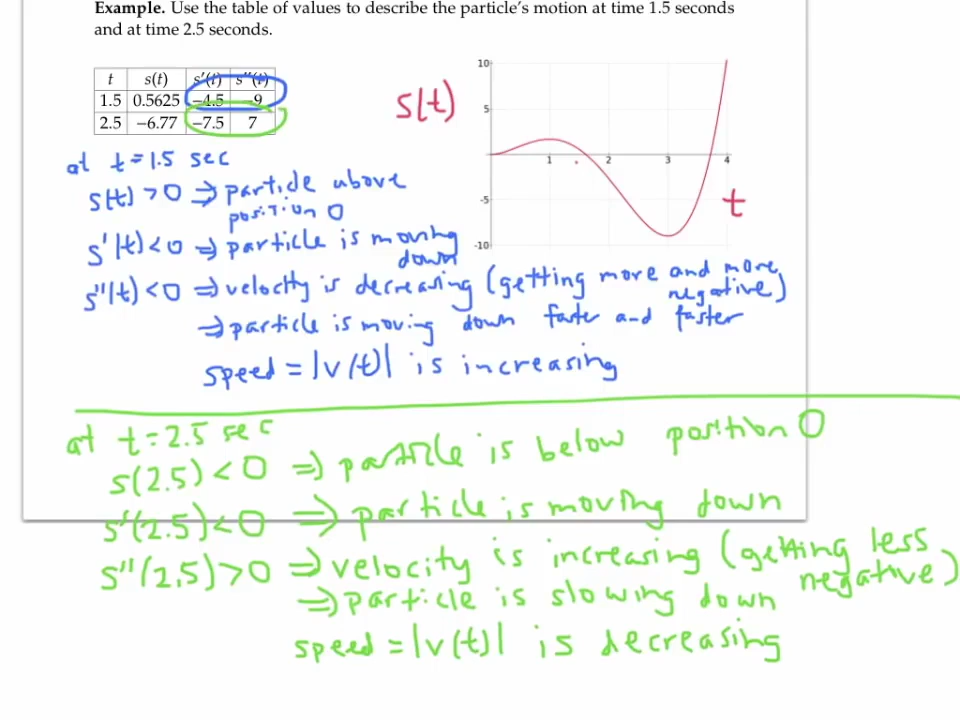 Example. Use the table of values to describe the particle's motion at time 1.5 seconds
and at time 2.5 seconds.
t s(t) s′(t) s″(t)
1.5 0.5625 −4.5 −9
2.5 −6.77 −7.5 7
s(t)
10
5
-5
-10
1 2 3 4
t
at t=1.5 sec
s(t) > 0 ⇒ particle above
position 0
s'(t) < 0 ⇒ particle is moving
down
s''(t) < 0 ⇒ velocity is decreasing (getting more and more
negative)
⇒ particle is moving down faster and faster
speed = |v(t)| is increasing
at t=2.5 sec
s(2.5) < 0 ⇒ particle is below position 0
s'(2.5) < 0 ⇒ particle is moving down
s''(2.5) > 0 ⇒ velocity is increasing (getting less
negative)
⇒ particle is slowing down
speed = |v(t)| is decreasing